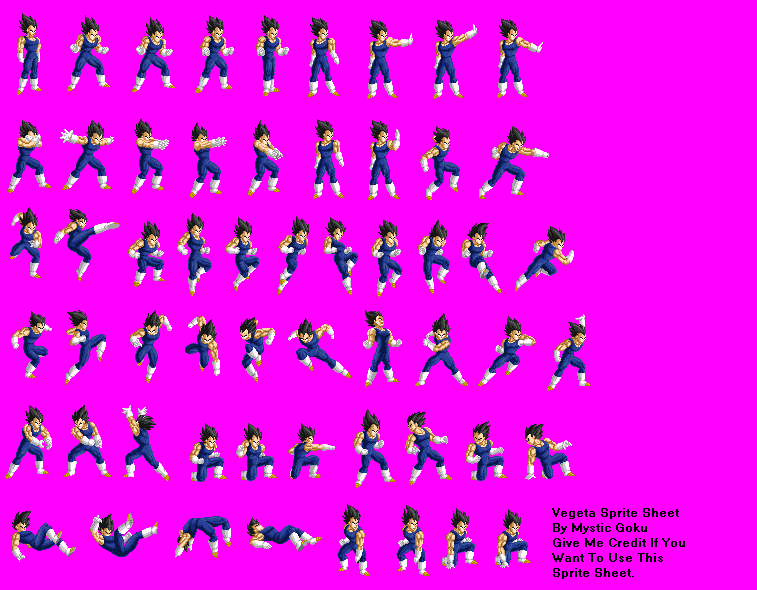 Vegeta Sprite Sheet
By Mystic Goku
Give Me Credit If You
Want To Use This
Sprite Sheet.